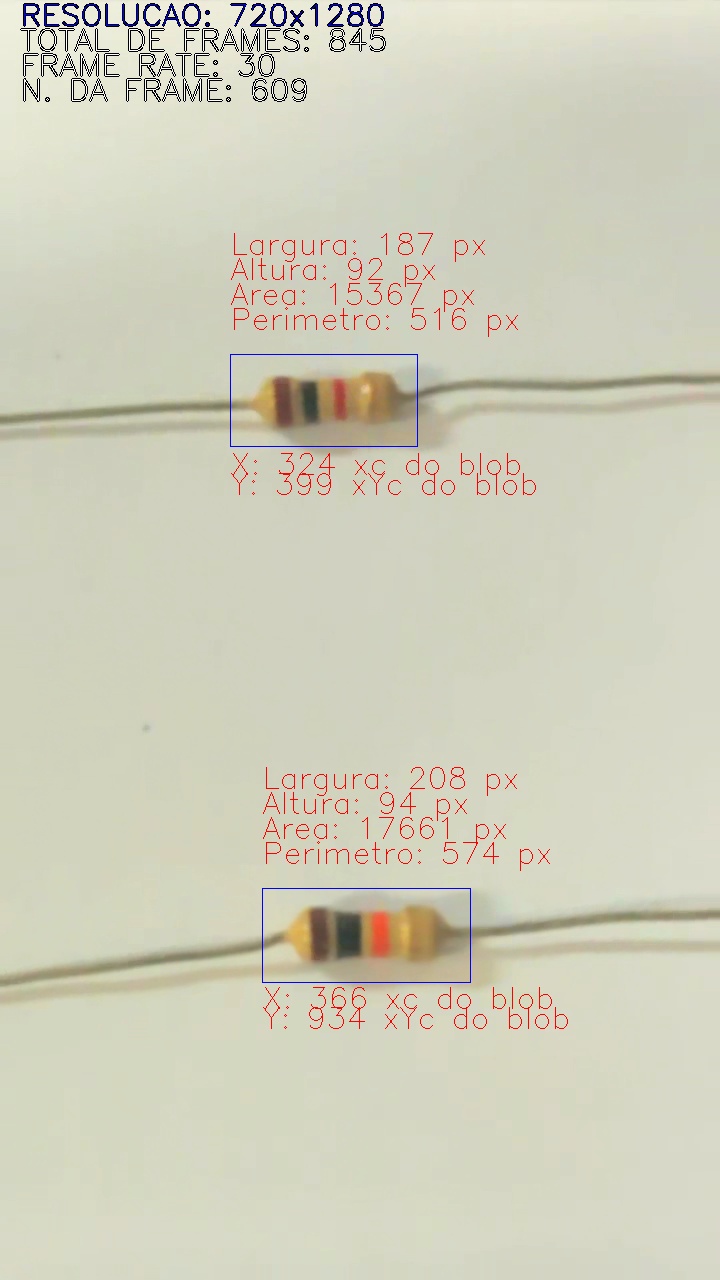 RESOLUCAO: 720x1280
TOTAL DE FRAMES: 845
FRAME RATE: 30
N. DA FRAME: 609
Largura: 187 px
Altura: 92 px
Area: 15367 px
Perimetro: 516 px
X: 324 xc do blob
Y: 399 xYc do blob
Largura: 208 px
Altura: 94 px
Area: 17661 px
Perimetro: 574 px
X: 366 xc do blob
Y: 934 xYc do blob